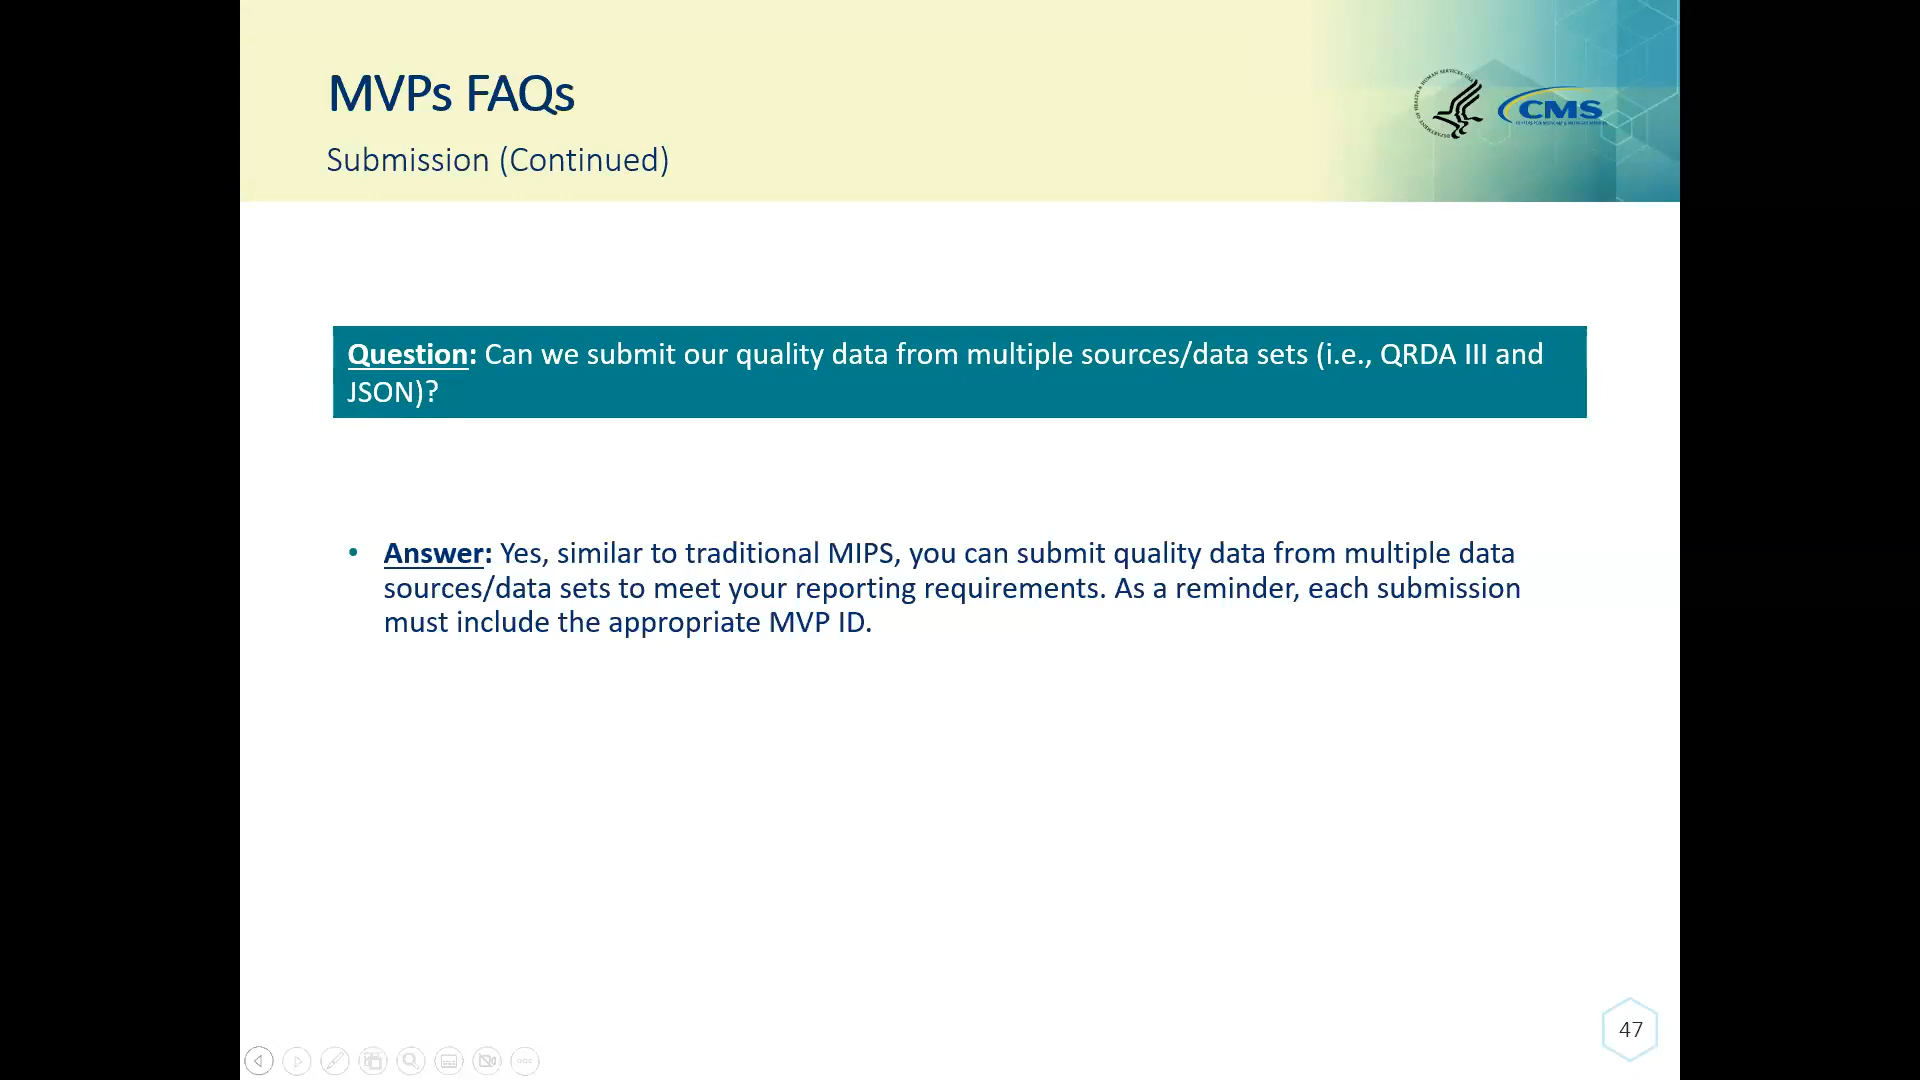 MVPs FAQs
Submission (Continued)
CMS
Question: Can we submit our quality data from multiple sources/data sets (i.e., QRDA III and
JSON)?
• Answer: Yes, similar to traditional MIPS, you can submit quality data from multiple data
sources/data sets to meet your reporting requirements. As a reminder, each submission
must include the appropriate MVP ID.
47